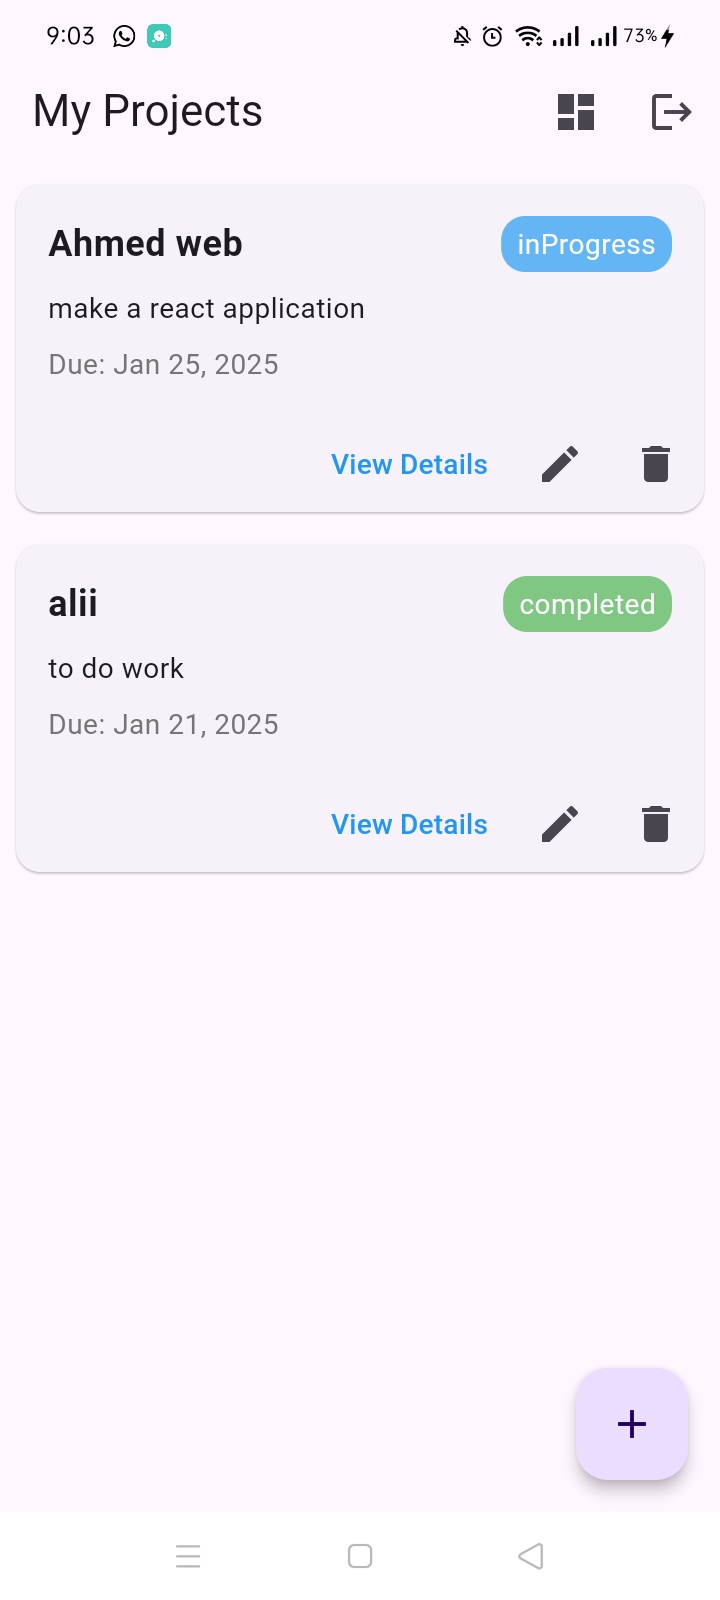 9:03 73%
My Projects
Ahmed web inProgress
make a react application
Due: Jan 25, 2025
View Details
alii completed
to do work
Due: Jan 21, 2025
View Details